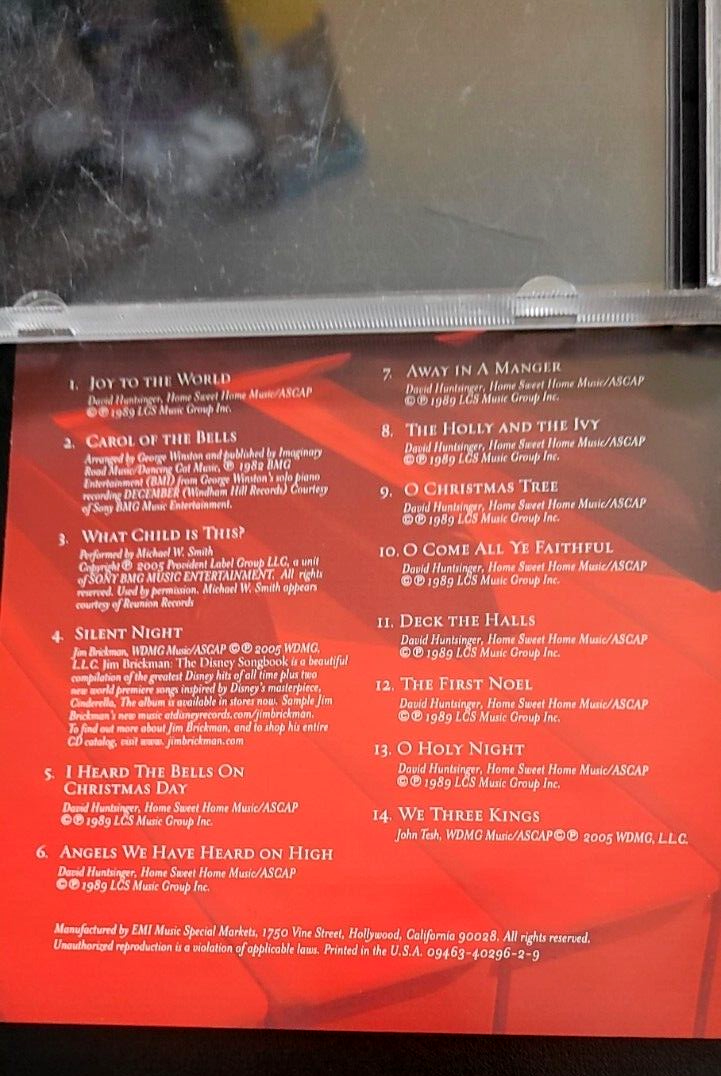 1. JOY TO THE WORLD
David Huntsinger, Home Sweet Home Music/ASCAP
©℗1989 LCS Music Group Inc.
2. CAROL OF THE BELLS
Arranged by George Winston and published by Imaginary
Road Music/Dancing Cat Music, ℗ 1982 BMG
Entertainment (BMI) from George Winston's solo piano
recording DECEMBER (Windham Hill Records) Courtesy
of Sony BMG Music Entertainment.
3. WHAT CHILD IS THIS?
Performed by Michael W. Smith
Copyright ℗ 2005 Provident Label Group LLC, a unit
of SONY BMG MUSIC ENTERTAINMENT. All rights
reserved. Used by permission. Michael W. Smith appears
courtesy of Reunion Records
4. SILENT NIGHT
Jim Brickman, WDMG Music/ASCAP ©℗ 2005 WDMG,
L.L.C. Jim Brickman: The Disney Songbook is a beautiful
compilation of the greatest Disney hits of all time plus two
new world premiere songs inspired by Disney's masterpiece,
Cinderella. The album is available in stores now. Sample Jim
Brickman's new music atdisneyrecords.com/jimbrickman.
To find out more about Jim Brickman, and to shop his entire
CD catalog, visit www. jimbrickman.com
5. I HEARD THE BELLS ON
CHRISTMAS DAY
David Huntsinger, Home Sweet Home Music/ASCAP
©℗1989 LCS Music Group Inc.
6. ANGELS WE HAVE HEARD ON HIGH
David Huntsinger, Home Sweet Home Music/ASCAP
©℗1989 LCS Music Group Inc.
7. AWAY IN A MANGER
David Huntsinger, Home Sweet Home Music/ASCAP
©℗1989 LCS Music Group Inc.
8. THE HOLLY AND THE IVY
David Huntsinger, Home Sweet Home Music/ASCAP
©℗1989 LCS Music Group Inc.
9. O CHRISTMAS TREE
David Huntsinger, Home Sweet Home Music/ASCAP
©℗1989 LCS Music Group Inc.
10. O COME ALL YE FAITHFUL
David Huntsinger, Home Sweet Home Music/ASCAP
©℗1989 LCS Music Group Inc.
11. DECK THE HALLS
David Huntsinger, Home Sweet Home Music/ASCAP
©℗1989 LCS Music Group Inc.
12. THE FIRST NOEL
David Huntsinger, Home Sweet Home Music/ASCAP
©℗1989 LCS Music Group Inc.
13. O HOLY NIGHT
David Huntsinger, Home Sweet Home Music/ASCAP
©℗1989 LCS Music Group Inc.
14. WE THREE KINGS
John Tesh, WDMG Music/ASCAP©℗ 2005 WDMG, L.L.C.
Manufactured by EMI Music Special Markets, 1750 Vine Street, Hollywood, California 90028. All rights reserved.
Unauthorized reproduction is a violation of applicable laws. Printed in the U.S.A. 09463-40296-2-9